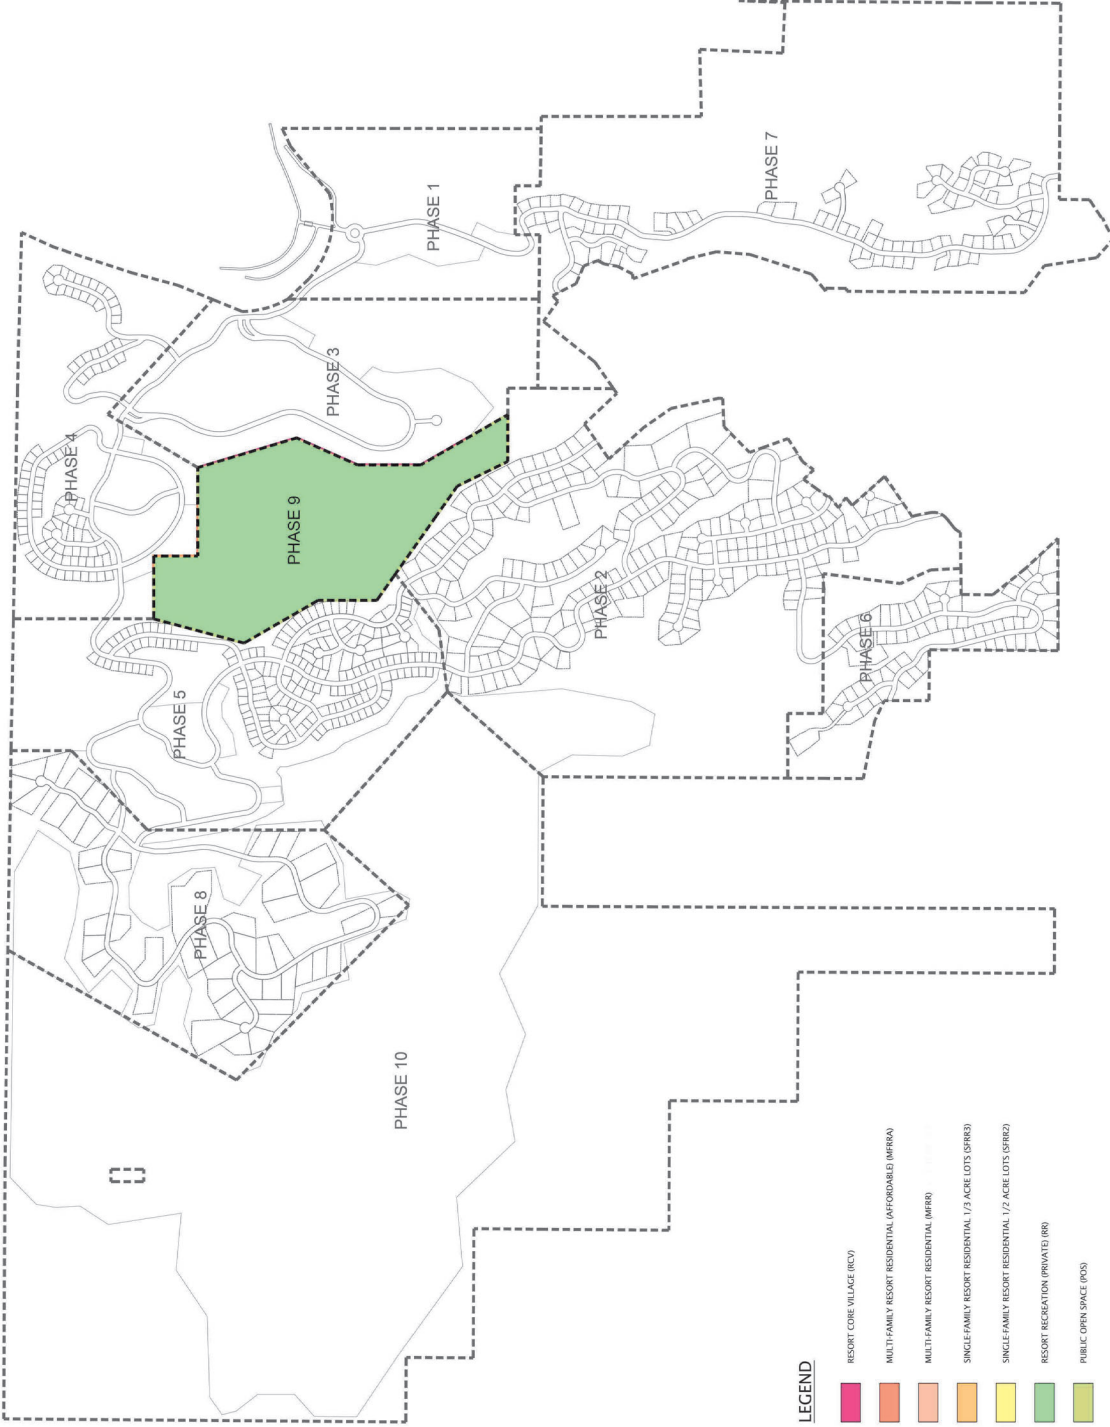 PHASE 7
PHASE 1
PHASE 3
PHASE 4
PHASE 9
PHASE 2
PHASE 6
PHASE 5
PHASE 8
PHASE 10
LEGEND
RESORT CORE VILLAGE (RCV)
MULTI-FAMILY RESORT RESIDENTIAL (AFFORDABLE) (MFRRA)
MULTI-FAMILY RESORT RESIDENTIAL (MFRR)
SINGLE-FAMILY RESORT RESIDENTIAL 1/3 ACRE LOTS (SFRR3)
SINGLE-FAMILY RESORT RESIDENTIAL 1/2 ACRE LOTS (SFRR2)
RESORT RECREATION (PRIVATE) (RR)
PUBLIC OPEN SPACE (POS)